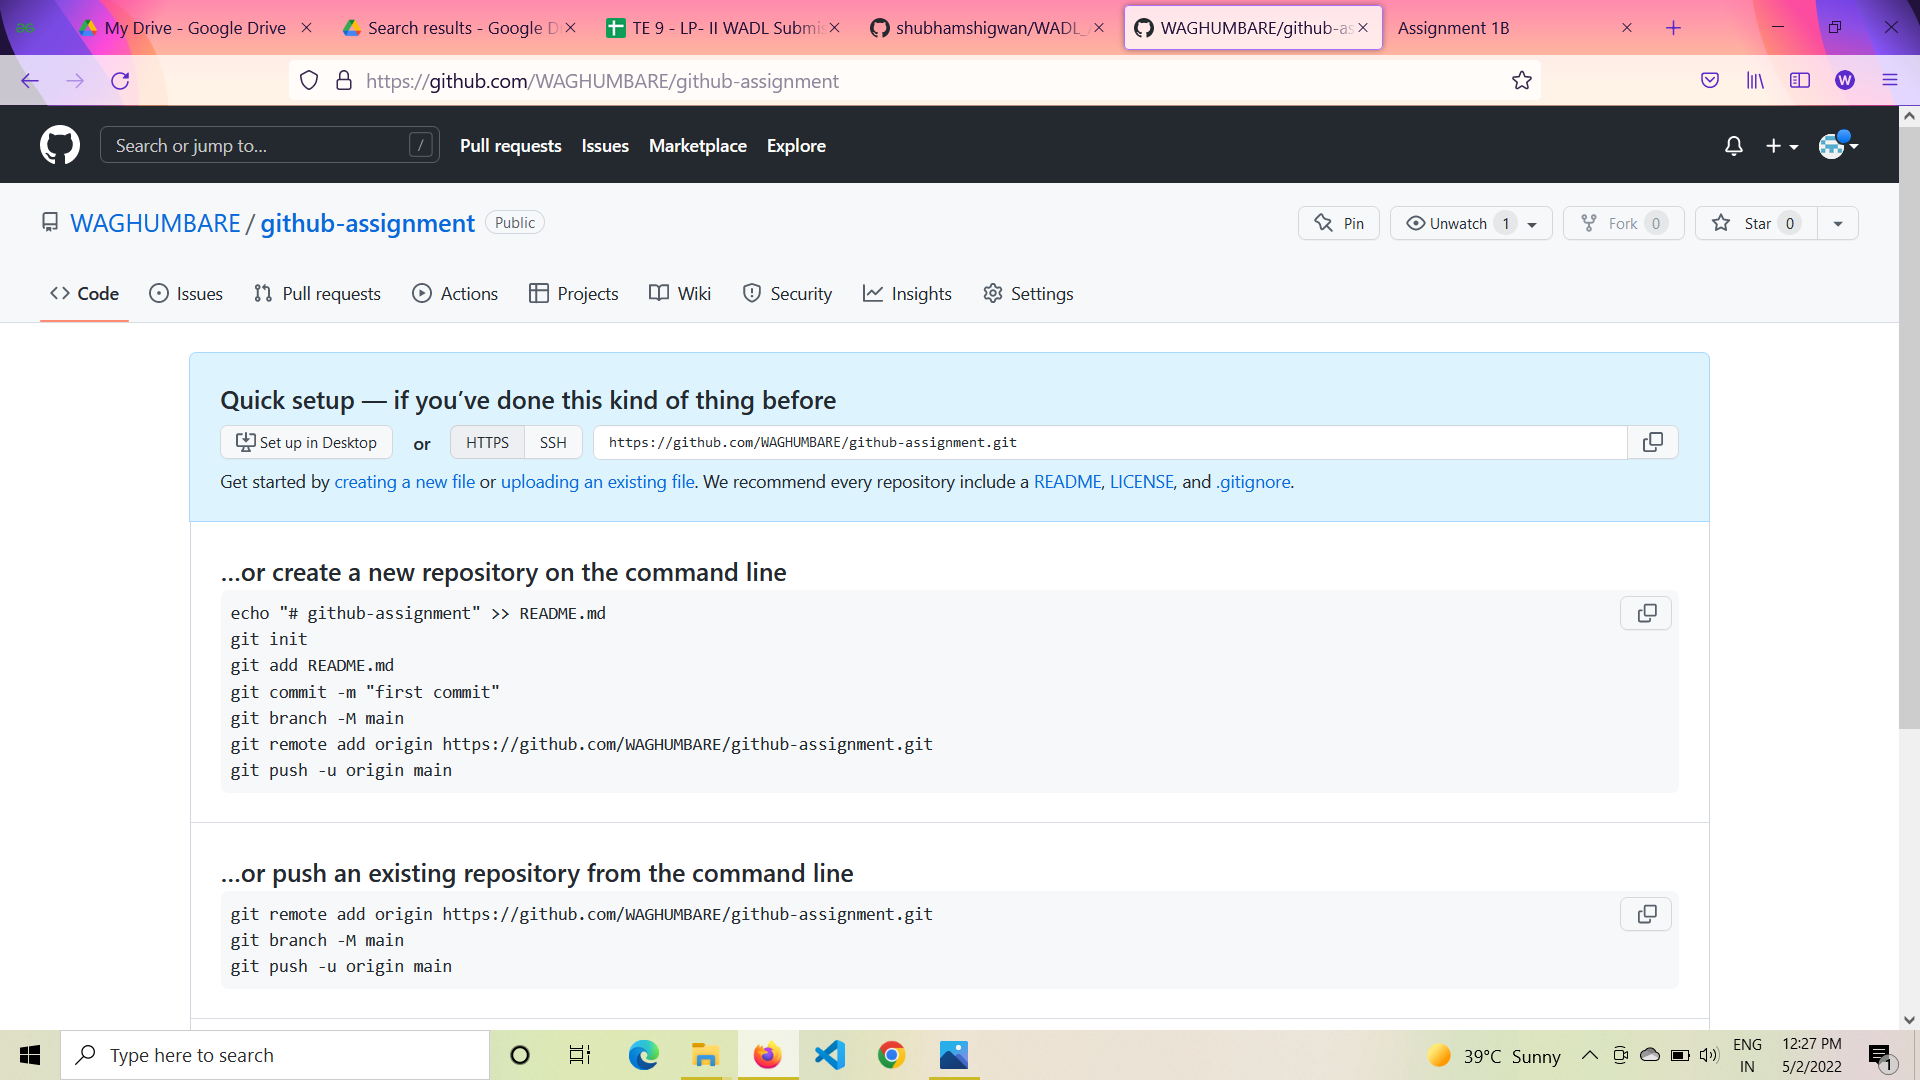 My Drive - Google Drive
Search results - Google D
TE 9 - LP- II WADL Submis
shubhamshigwan/WADL_
WAGHUMBARE/github-as
Assignment 1B
https://github.com/WAGHUMBARE/github-assignment
W
Search or jump to...
/
Pull requests
Issues
Marketplace
Explore
WAGHUMBARE / github-assignment
Public
Pin
Unwatch 1
Fork 0
Star 0
Code
Issues
Pull requests
Actions
Projects
Wiki
Security
Insights
Settings
Quick setup — if you’ve done this kind of thing before
Set up in Desktop
or
HTTPS
SSH
https://github.com/WAGHUMBARE/github-assignment.git
Get started by creating a new file or uploading an existing file. We recommend every repository include a README, LICENSE, and .gitignore.
…or create a new repository on the command line
echo "# github-assignment" >> README.md
git init
git add README.md
git commit -m "first commit"
git branch -M main
git remote add origin https://github.com/WAGHUMBARE/github-assignment.git
git push -u origin main
…or push an existing repository from the command line
git remote add origin https://github.com/WAGHUMBARE/github-assignment.git
git branch -M main
git push -u origin main
Type here to search
39°C Sunny
ENG
IN
12:27 PM
5/2/2022
1